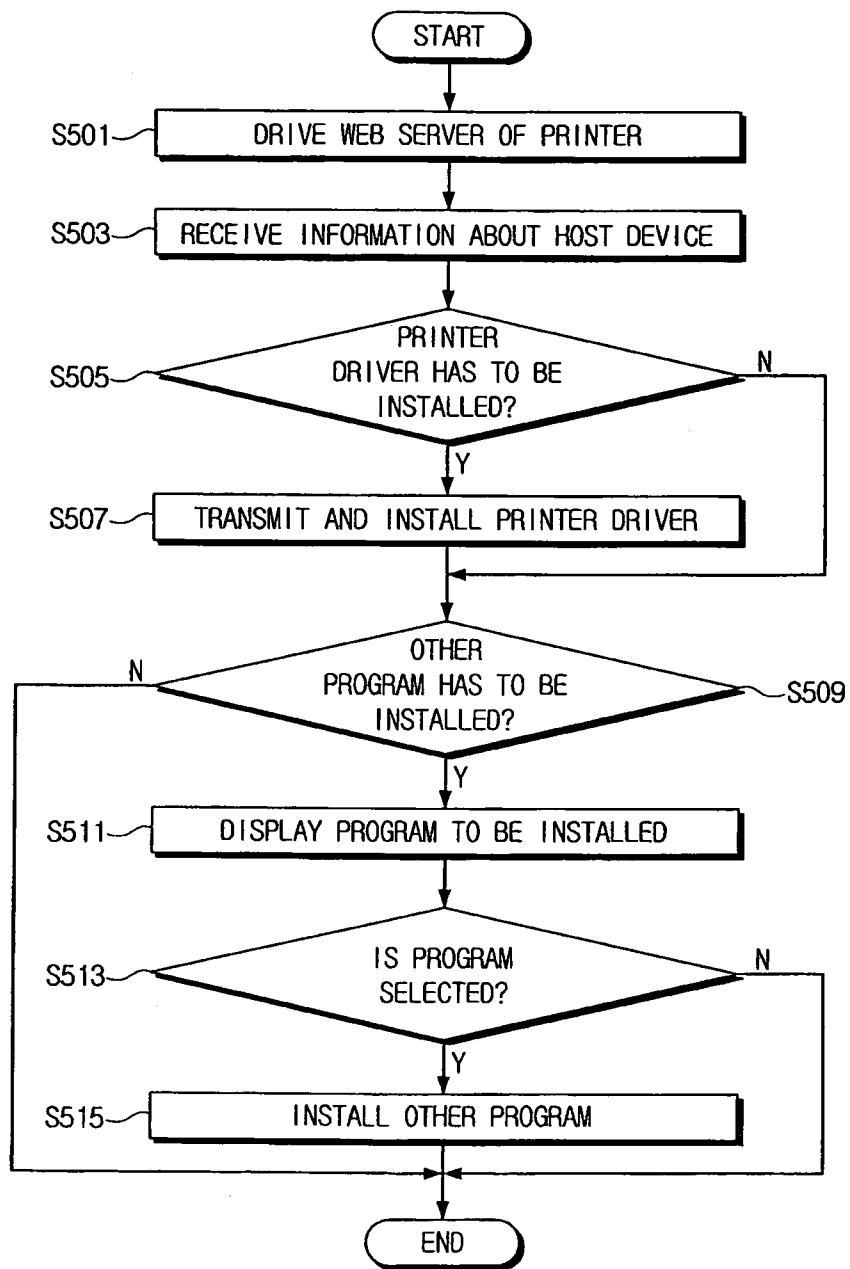 START
S501
DRIVE WEB SERVER OF PRINTER
S503
RECEIVE INFORMATION ABOUT HOST DEVICE
S505
PRINTER
DRIVER HAS TO BE
INSTALLED?
N
Y
S507
TRANSMIT AND INSTALL PRINTER DRIVER
N
OTHER
PROGRAM HAS TO BE
INSTALLED?
S509
Y
S511
DISPLAY PROGRAM TO BE INSTALLED
S513
IS PROGRAM
SELECTED?
N
Y
S515
INSTALL OTHER PROGRAM
END